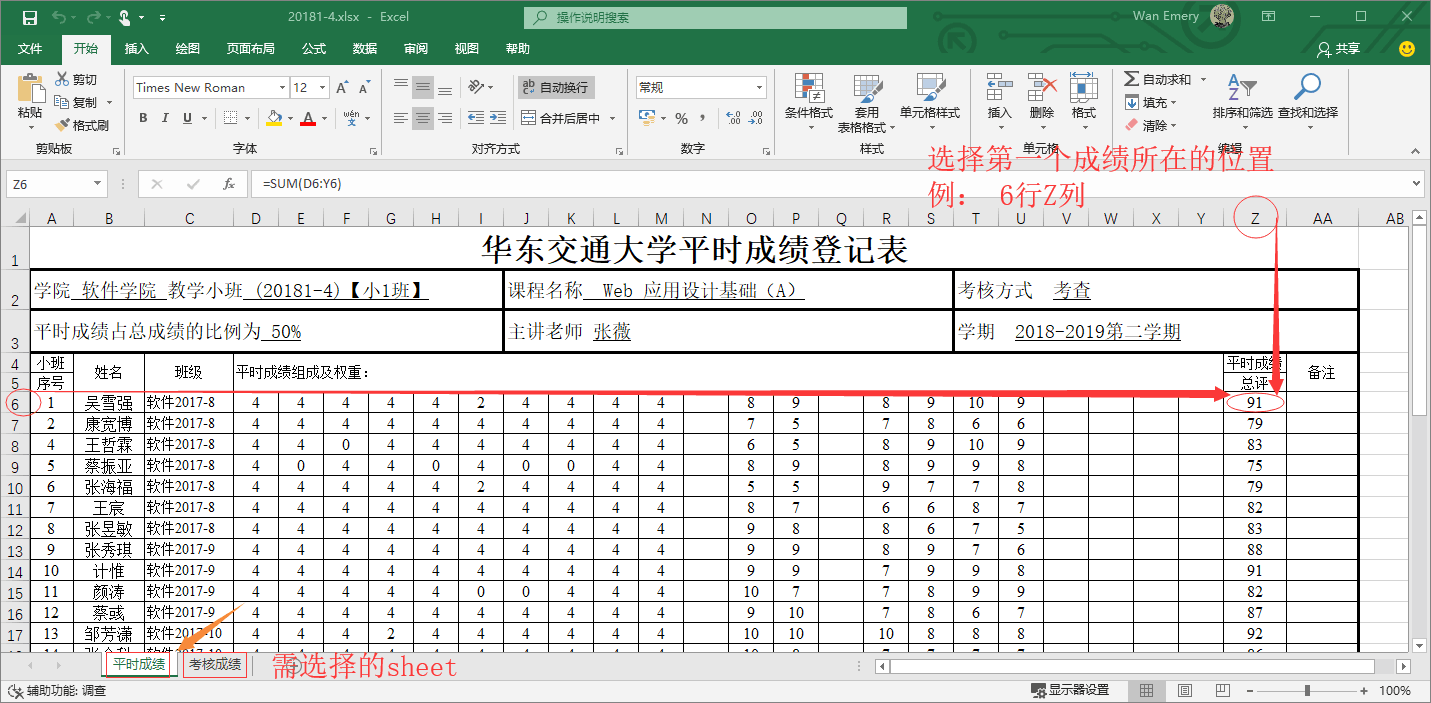 20181-4.xlsx - Excel
操作说明搜索
Wan Emery
文件 开始 插入 绘图 页面布局 公式 数据 审阅 视图 帮助 共享
粘贴 剪切 复制 格式刷 剪贴板
Times New Roman 12 B I U wén 字体
自动换行 合并后居中 对齐方式
常规 % 数字
条件格式 套用 表格格式 单元格样式 样式
插入 删除 格式 单元格
自动求和 填充 清除 排序和筛选 查找和选择 编辑
选择第一个成绩所在的位置
例： 6行Z列
Z6 fx =SUM(D6:Y6)
A B C D E F G H I J K L M N O P Q R S T U V W X Y Z AA AB
1 华东交通大学平时成绩登记表
2 学院 软件学院 教学小班 (20181-4)【小1班】 课程名称 Web 应用设计基础（A） 考核方式 考查
3 平时成绩占总成绩的比例为 50% 主讲老师 张薇 学期 2018-2019第二学期
4 小班 姓名 班级 平时成绩组成及权重： 平时成绩 备注
5 序号 总评
6 1 吴雪强 软件2017-8 4 4 4 4 4 2 4 4 4 4 8 9 8 9 10 9 91
7 2 康宽博 软件2017-8 4 4 4 4 4 4 4 4 4 4 7 5 7 8 6 6 79
8 4 王哲霖 软件2017-8 4 4 0 4 4 4 4 4 4 4 6 5 8 9 10 9 83
9 5 蔡振亚 软件2017-8 4 0 4 4 0 4 0 0 4 4 8 9 8 9 9 8 75
10 6 张海福 软件2017-8 4 4 4 4 4 2 4 4 4 4 5 5 9 7 7 8 79
11 7 王宸 软件2017-8 4 4 4 4 4 4 4 4 4 4 8 7 6 6 8 7 82
12 8 张昱敏 软件2017-8 4 4 4 4 4 4 4 4 4 4 9 8 8 6 7 5 83
13 9 张秀琪 软件2017-9 4 4 4 4 4 4 4 4 4 4 9 9 8 9 7 6 88
14 10 计惟 软件2017-9 4 4 4 4 4 4 4 4 4 4 9 9 7 9 9 8 91
15 11 颜涛 软件2017-9 4 4 4 4 4 0 0 4 4 4 10 7 7 8 9 9 82
16 12 蔡彧 软件2017-9 4 4 4 4 4 4 4 4 4 4 9 10 7 8 6 7 87
17 13 邹芳潇 软件2017-10 4 4 4 2 4 4 4 4 4 4 10 10 10 8 8 8 92
平时成绩 考核成绩 需选择的sheet
辅助功能: 调查 显示器设置 100%